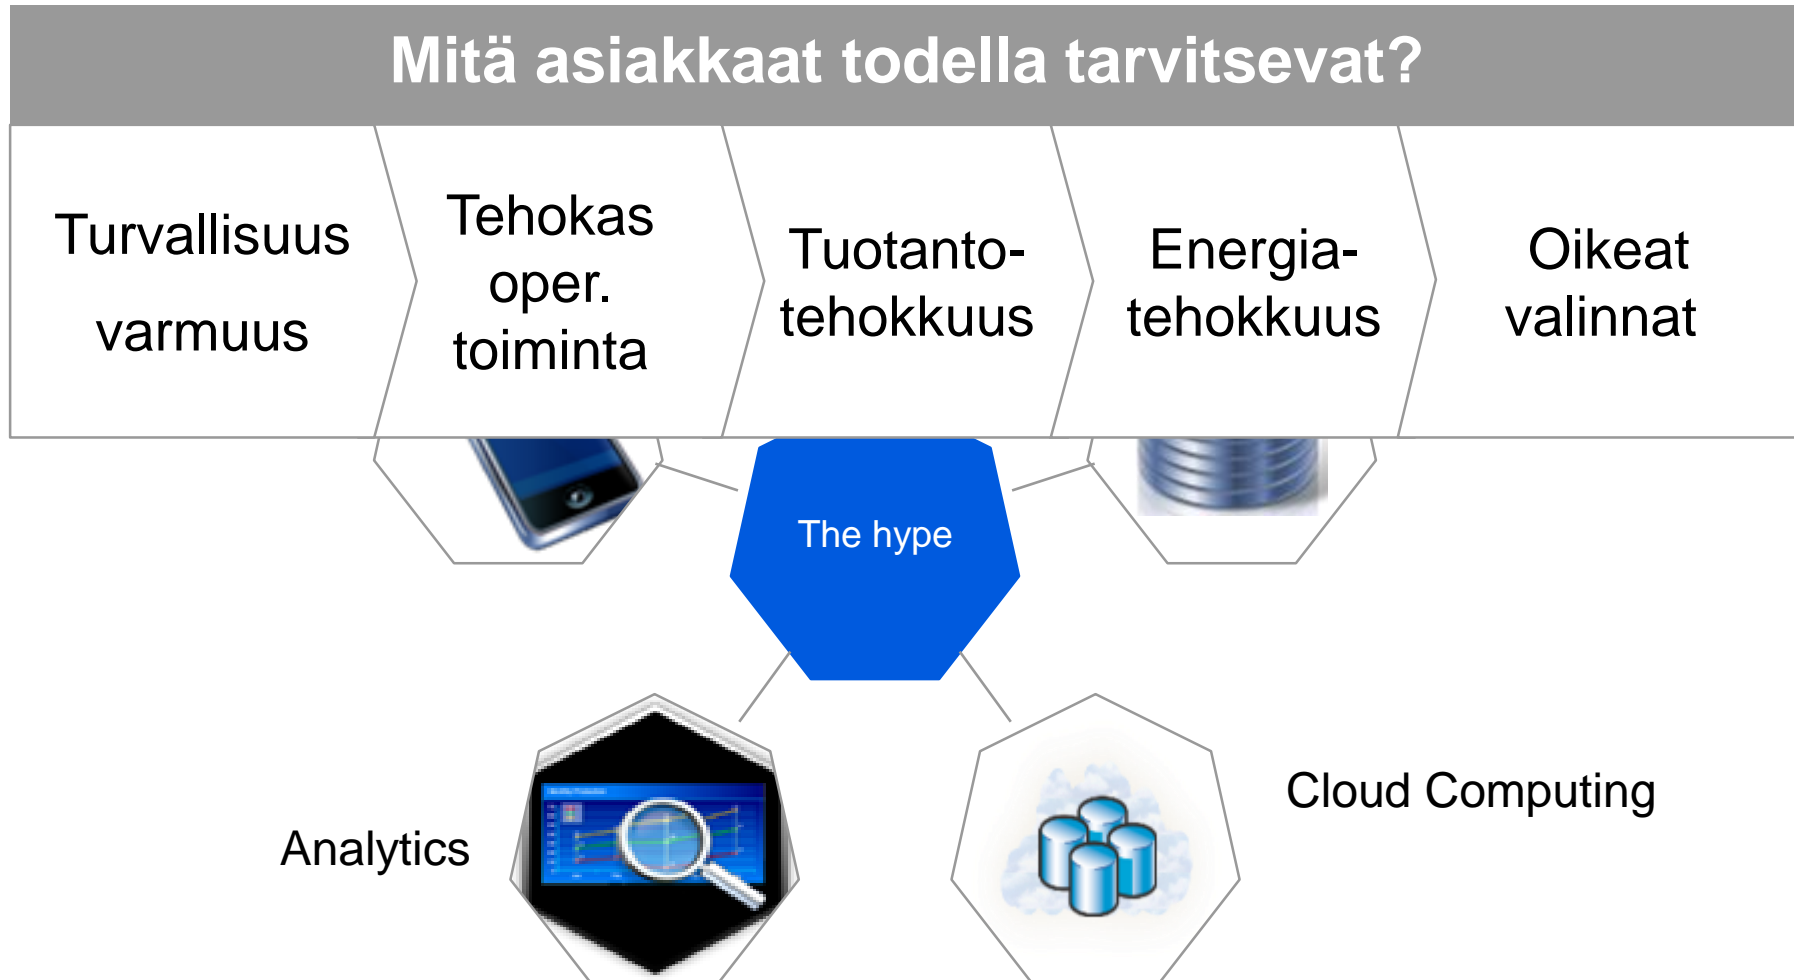 Mitä asiakkaat todella tarvitsevat?
Turvallisuus
varmuus
Tehokas
oper.
toiminta
Tuotanto-
tehokkuus
Energia-
tehokkuus
Oikeat
valinnat
The hype
Analytics
Cloud Computing